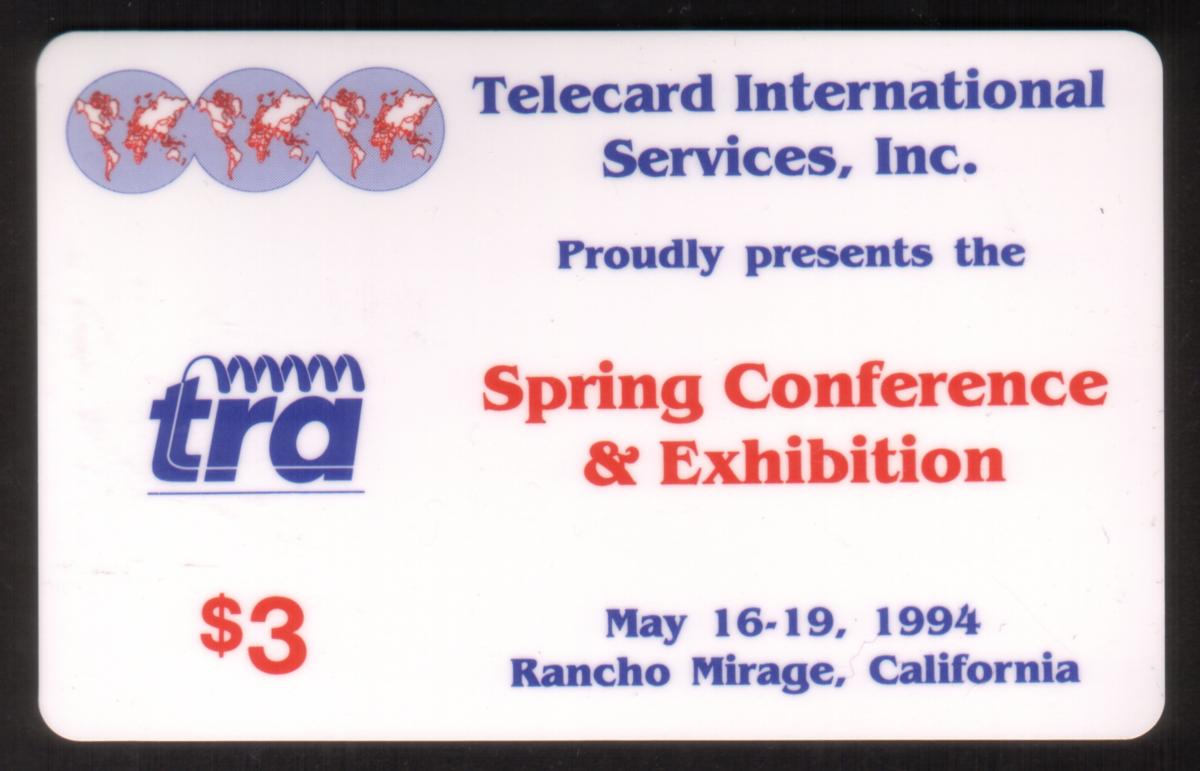 Telecard International
Services, Inc.
Proudly presents the
tra
Spring Conference
& Exhibition
$3
May 16-19, 1994
Rancho Mirage, California